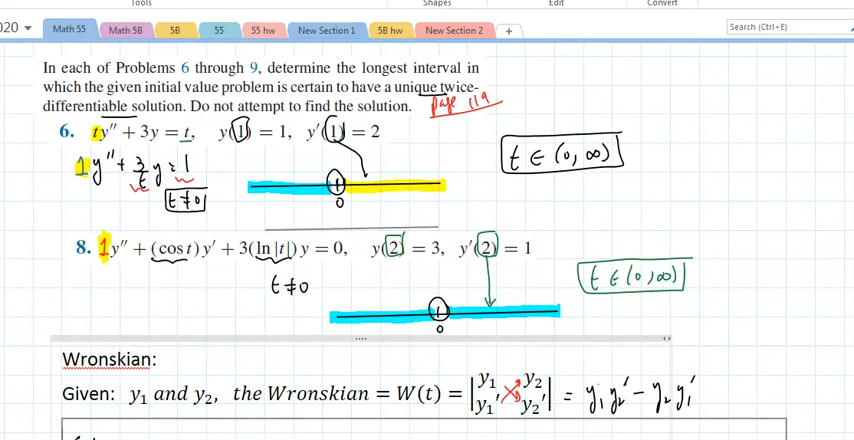 Tools Shapes Edit Convert
020 Math 55 Math 5B 5B 55 55 hw New Section 1 5B hw New Section 2 + Search (Ctrl+E)
In each of Problems 6 through 9, determine the longest interval in
which the given initial value problem is certain to have a unique twice-
differentiable solution. Do not attempt to find the solution.
page 119
6. ty″ + 3y = t, y(1) = 1, y′(1) = 2
1y″ + 3/t y = 1
t ≠ 0
0
t ∈ (0, ∞)
8. 1y″ + (cos t)y′ + 3(ln |t|)y = 0, y(2) = 3, y′(2) = 1
t ≠ 0
0
t ∈ (0, ∞)
Wronskian:
Given: y₁ and y₂, the Wronskian = W(t) = |y₁ y₂ y₁′ y₂′| = y₁y₂′ − y₂y₁′